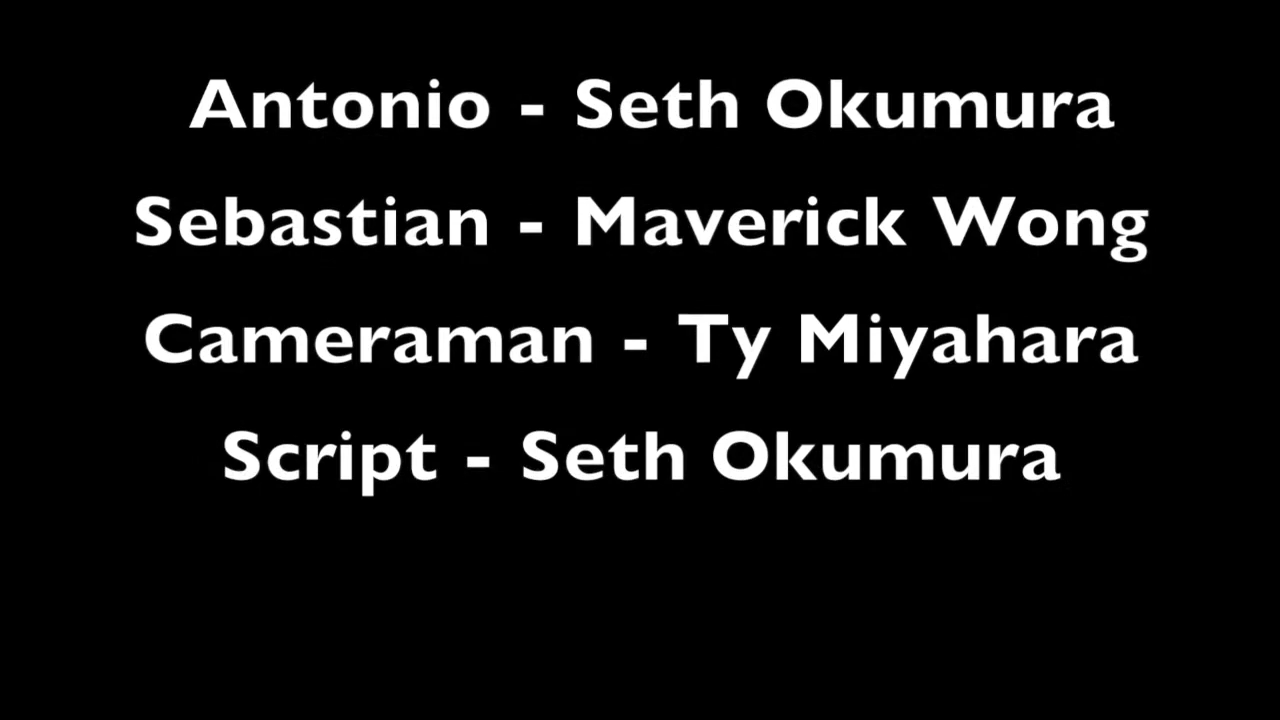 Antonio - Seth Okumura
Sebastian - Maverick Wong
Cameraman - Ty Miyahara
Script - Seth Okumura